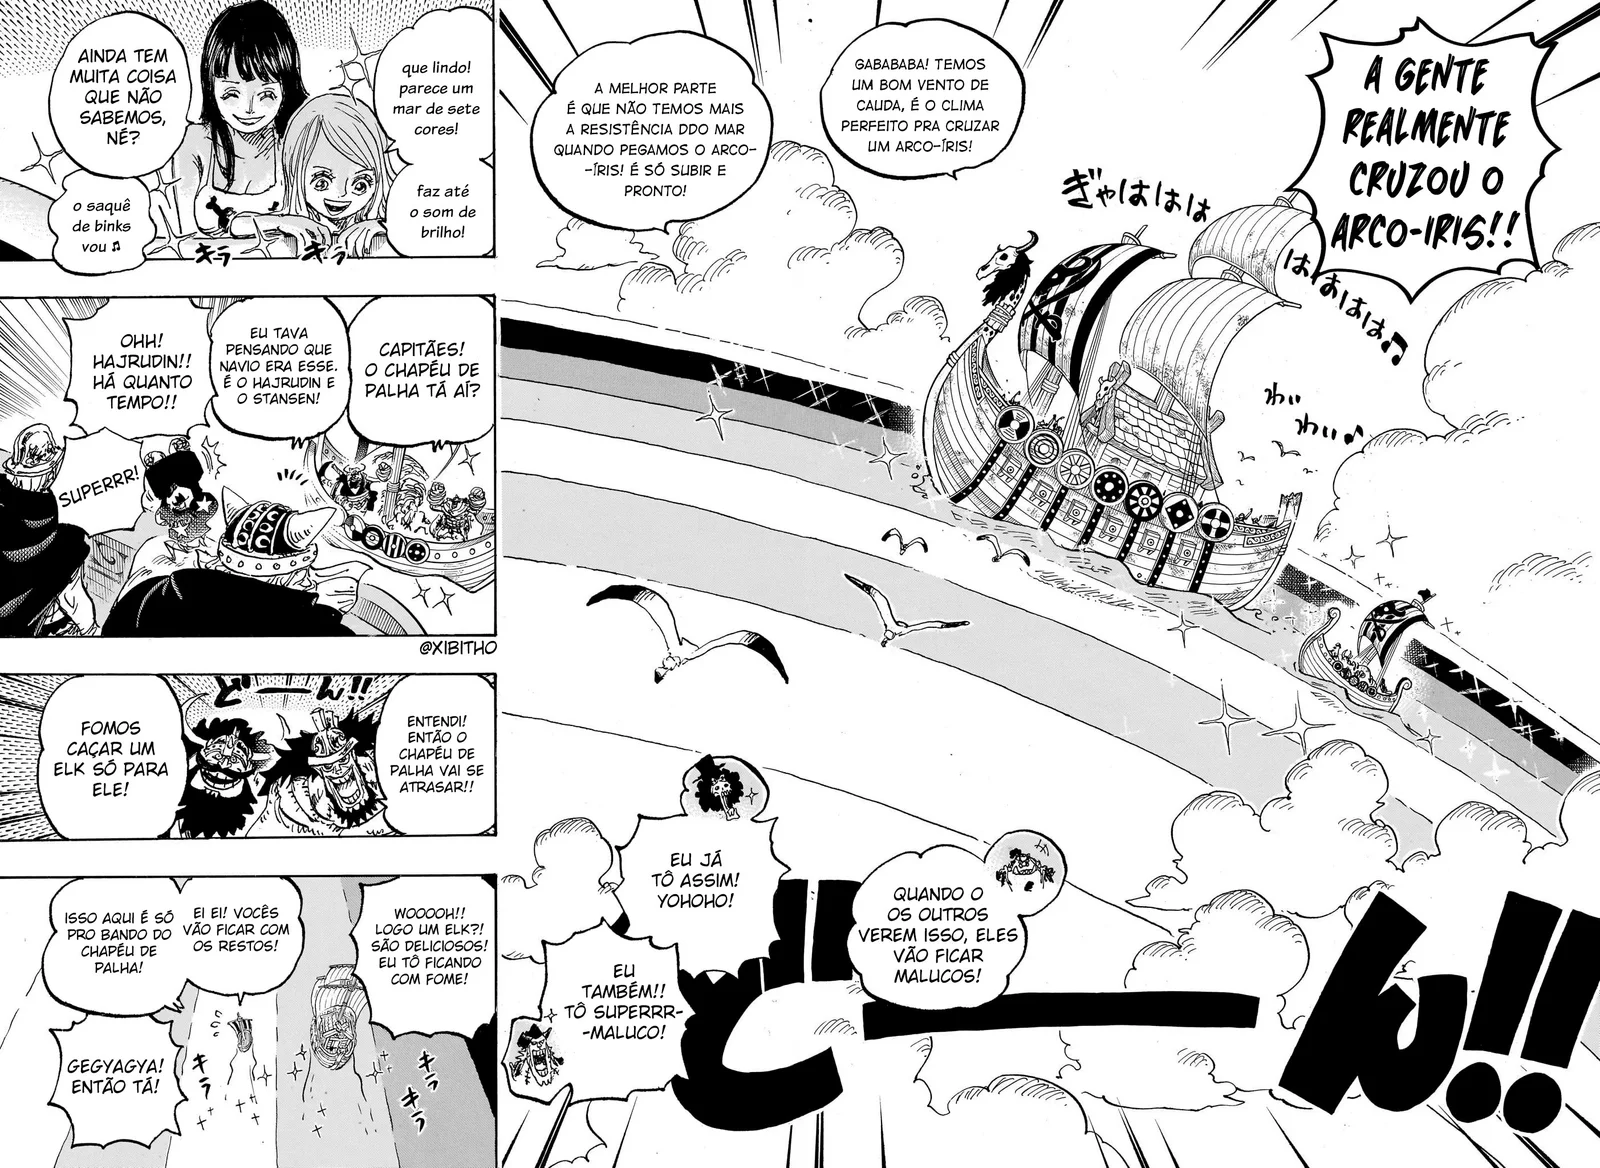 A GENTE
REALMENTE
CRUZOU O
ARCO-IRIS!!
GABABABA! TEMOS
UM BOM VENTO DE
CAUDA, É O CLIMA
PERFEITO PRA CRUZAR
UM ARCO-ÍRIS!
A MELHOR PARTE
É QUE NÃO TEMOS MAIS
A RESISTÊNCIA DDO MAR
QUANDO PEGAMOS O ARCO-
-ÍRIS! É SÓ SUBIR E
PRONTO!
ぎゃはははは
はははははは♫
わい
わい♪
QUANDO O
OS OUTROS
VEREM ISSO, ELES
VÃO FICAR
MALUCOS!
EU JÁ
TÔ ASSIM!
YOHOHO!
EU
TAMBÉM!!
TÔ SUPERRR-
-MALUCO!
どーん!!
que lindo!
parece um
mar de sete
cores!
faz até
o som de
brilho!
AINDA TEM
MUITA COISA
QUE NÃO
SABEMOS,
NÉ?
o saquê
de binks
vou ♫
キラ
キラ
CAPITÃES!
O CHAPÉU DE
PALHA TÁ AÍ?
EU TAVA
PENSANDO QUE
NAVIO ERA ESSE.
É O HAJRUDIN E
O STANSEN!
OHH!
HAJRUDIN!!
HÁ QUANTO
TEMPO!!
SUPERRR!
@XIBITHO
どーん!!
ENTENDI!
ENTÃO O
CHAPÉU DE
PALHA VAI SE
ATRASAR!!
FOMOS
CAÇAR UM
ELK SÓ PARA
ELE!
WOOOOH!!
LOGO UM ELK?!
SÃO DELICIOSOS!
EU TÔ FICANDO
COM FOME!
EI EI! VOCÊS
VÃO FICAR COM
OS RESTOS!
ISSO AQUI É SÓ
PRO BANDO DO
CHAPÉU DE
PALHA!
GEGYAGYA!
ENTÃO TÁ!
キラ
キラ
キラ
キラ